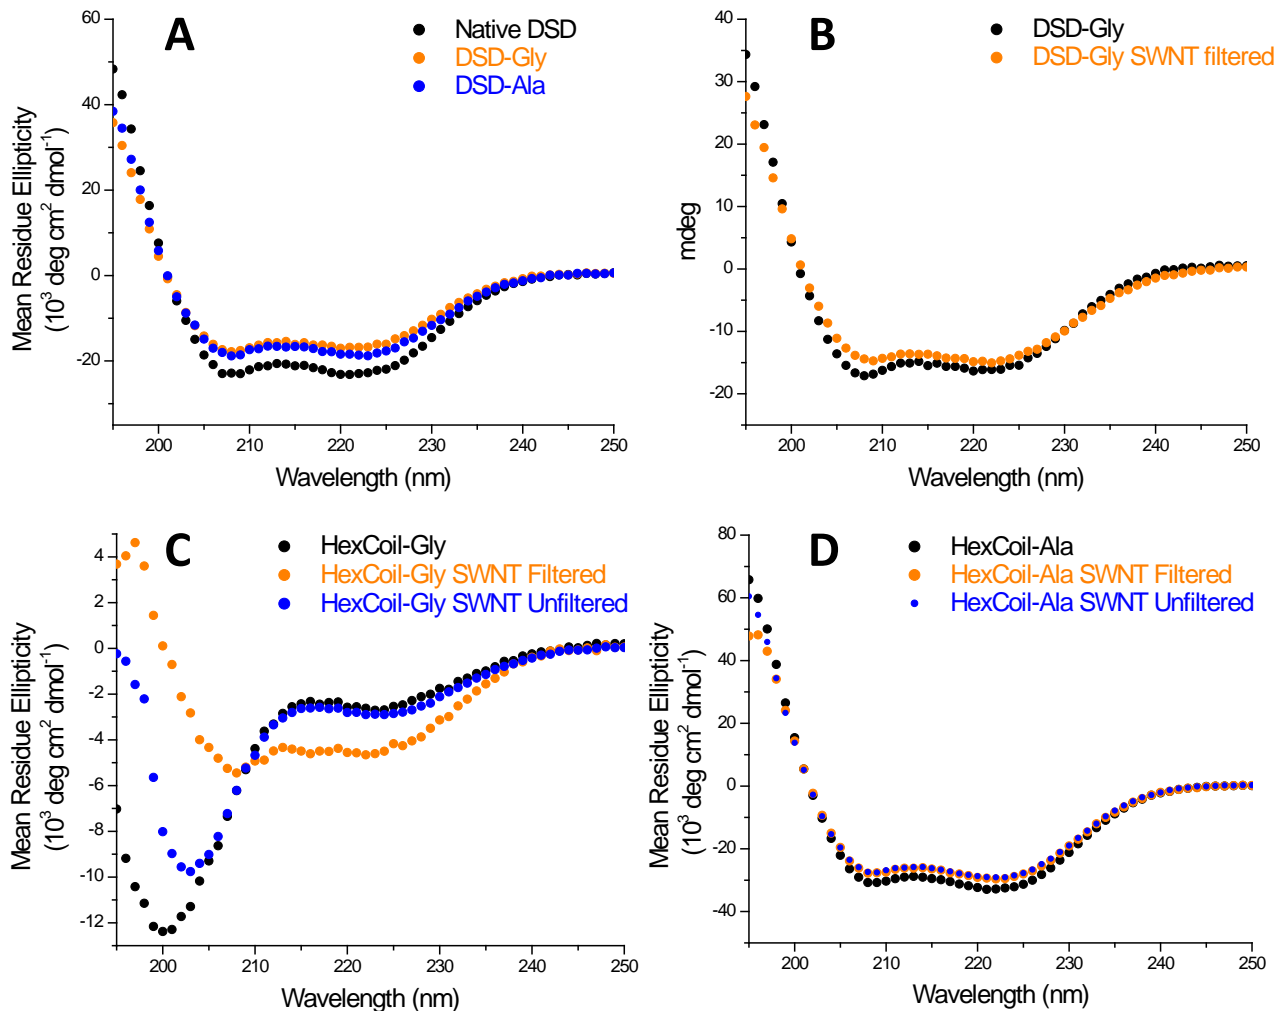 A
Native DSD
DSD-Gly
DSD-Ala
60
40
20
0
-20
Mean Residue Ellipticity
(10³ deg cm² dmol⁻¹)
200
210
220
230
240
250
Wavelength (nm)
B
DSD-Gly
DSD-Gly SWNT filtered
40
30
20
10
0
-10
-20
mdeg
200
210
220
230
240
250
Wavelength (nm)
C
HexCoil-Gly
HexCoil-Gly SWNT Filtered
HexCoil-Gly SWNT Unfiltered
4
2
0
-2
-4
-6
-8
-10
-12
Mean Residue Ellipticity
(10³ deg cm² dmol⁻¹)
200
210
220
230
240
250
Wavelength (nm)
D
HexCoil-Ala
HexCoil-Ala SWNT Filtered
HexCoil-Ala SWNT Unfiltered
80
60
40
20
0
-20
-40
Mean Residue Ellipticity
(10³ deg cm² dmol⁻¹)
200
210
220
230
240
250
Wavelength (nm)